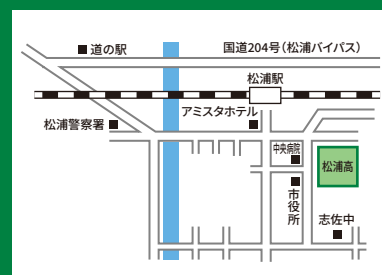 道の駅
国道204号(松浦バイパス)
松浦駅
アミスタホテル
松浦警察署
中央病院
松浦高
市役所
志佐中